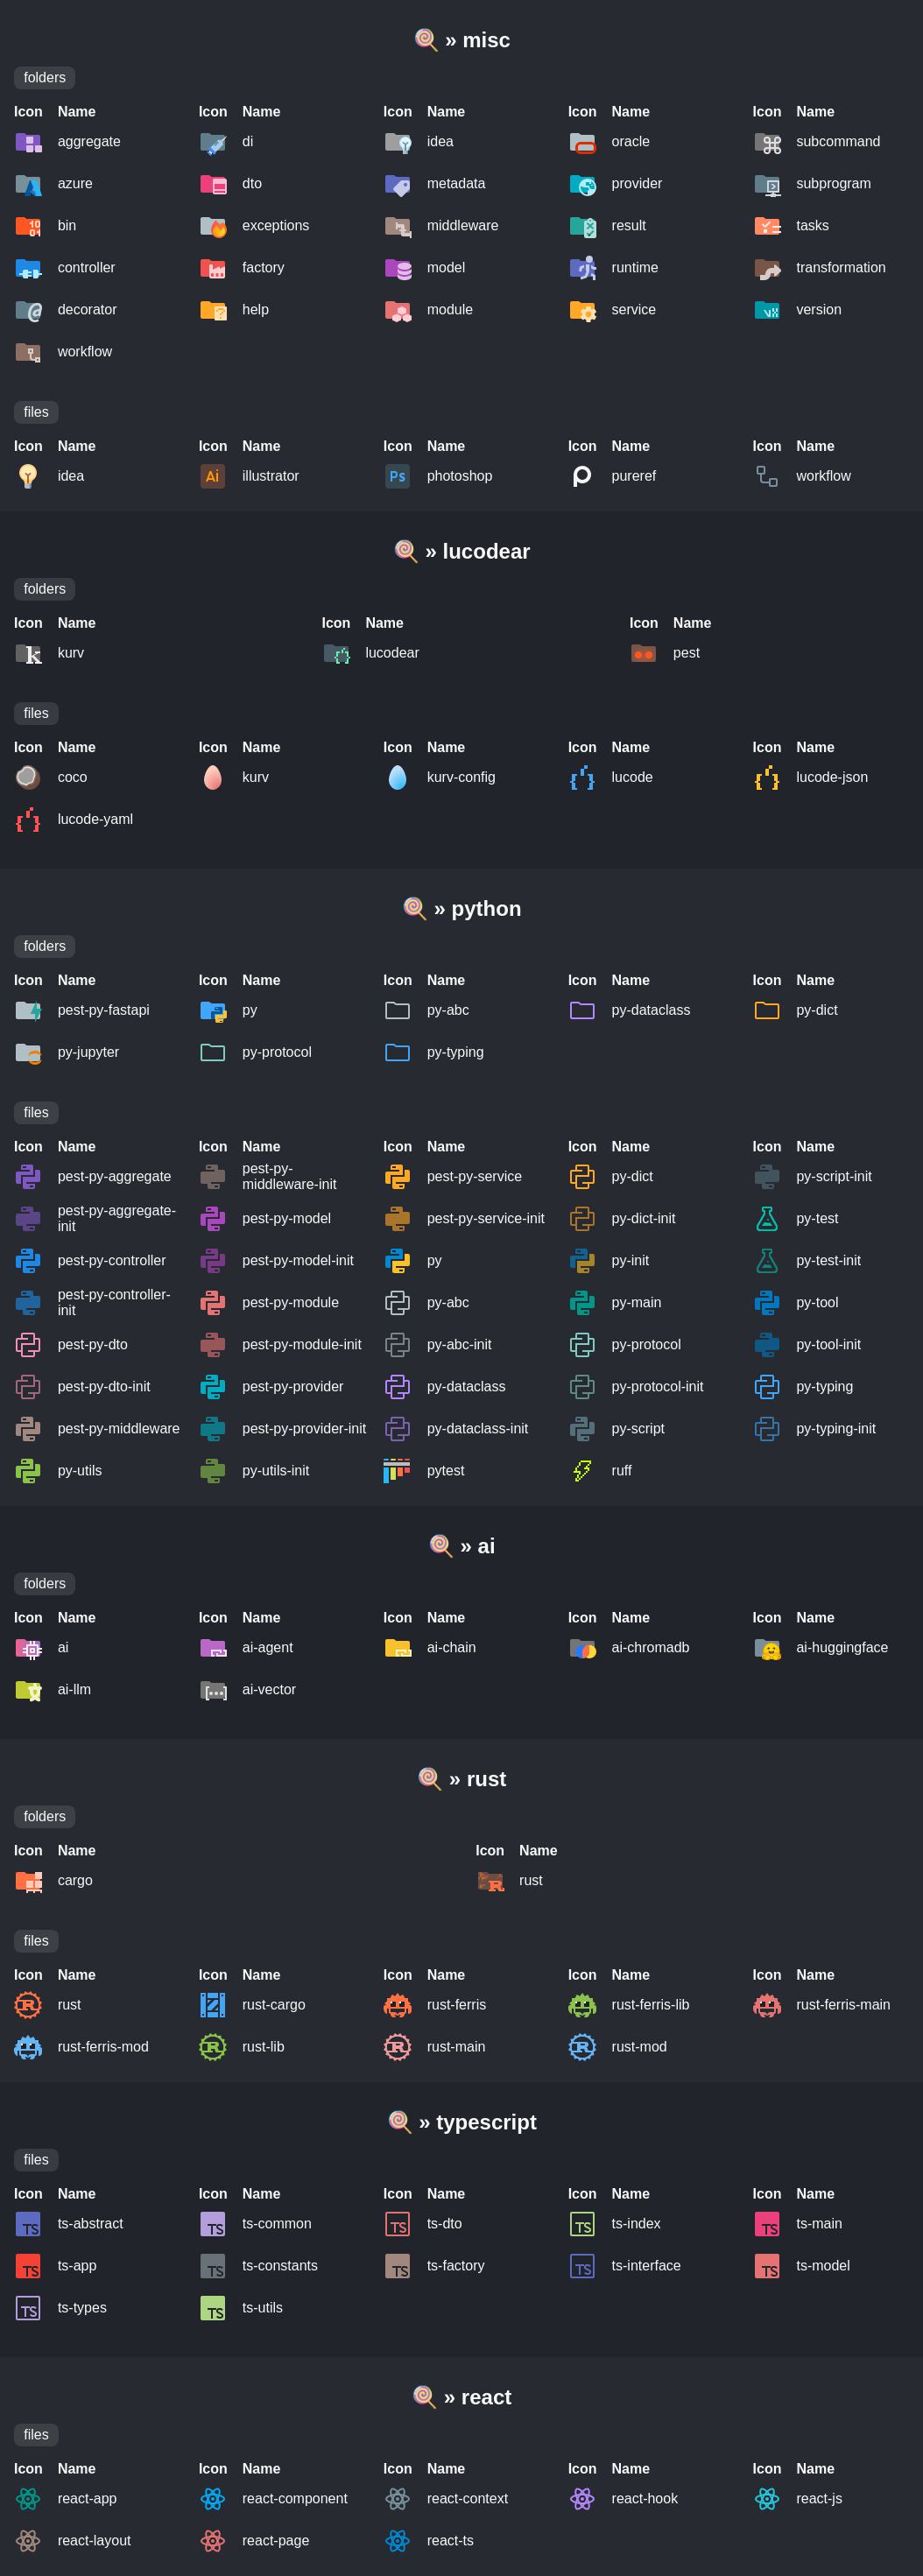 » misc
folders
Icon Name Icon Name Icon Name Icon Name Icon Name
aggregate di idea oracle subcommand
azure dto metadata provider subprogram
bin exceptions middleware result tasks
controller factory model runtime transformation
decorator help module service version
workflow
files
Icon Name Icon Name Icon Name Icon Name Icon Name
idea Ai illustrator Ps photoshop pureref workflow
» lucodear
folders
Icon Name Icon Name Icon Name
k kurv lucodear pest
files
Icon Name Icon Name Icon Name Icon Name Icon Name
coco kurv kurv-config lucode lucode-json
lucode-yaml
» python
folders
Icon Name Icon Name Icon Name Icon Name Icon Name
pest-py-fastapi py py-abc py-dataclass py-dict
py-jupyter py-protocol py-typing
files
Icon Name Icon Name Icon Name Icon Name Icon Name
pest-py-aggregate pest-py-middleware-init pest-py-service py-dict py-script-init
pest-py-aggregate-init pest-py-model pest-py-service-init py-dict-init py-test
pest-py-controller pest-py-model-init py py-init py-test-init
pest-py-controller-init pest-py-module py-abc py-main py-tool
pest-py-dto pest-py-module-init py-abc-init py-protocol py-tool-init
pest-py-dto-init pest-py-provider py-dataclass py-protocol-init py-typing
pest-py-middleware pest-py-provider-init py-dataclass-init py-script py-typing-init
py-utils py-utils-init pytest ruff
» ai
folders
Icon Name Icon Name Icon Name Icon Name Icon Name
ai ai-agent ai-chain ai-chromadb ai-huggingface
ai-llm ai-vector
» rust
folders
Icon Name Icon Name
cargo R rust
files
Icon Name Icon Name Icon Name Icon Name Icon Name
R rust rust-cargo rust-ferris rust-ferris-lib rust-ferris-main
rust-ferris-mod R rust-lib R rust-main R rust-mod
» typescript
files
Icon Name Icon Name Icon Name Icon Name Icon Name
TS ts-abstract TS ts-common TS ts-dto TS ts-index TS ts-main
TS ts-app TS ts-constants TS ts-factory TS ts-interface TS ts-model
TS ts-types TS ts-utils
» react
files
Icon Name Icon Name Icon Name Icon Name Icon Name
react-app react-component react-context react-hook react-js
react-layout react-page react-ts